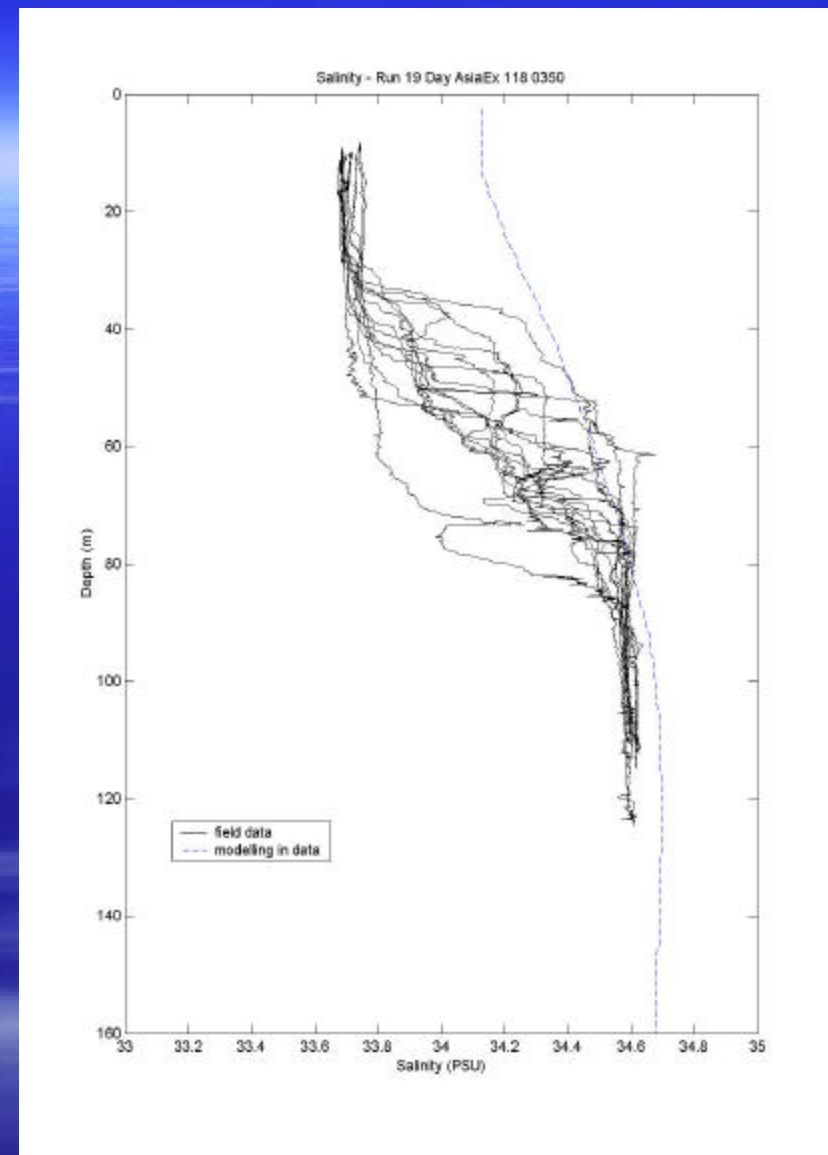 Salinity - Run 19 Day AsiaEx 118 0350
0
20
40
60
80
100
120
140
160
Depth (m)
field data
modelling in data
33 33.2 33.4 33.6 33.8 34 34.2 34.4 34.6 34.8 35
Salinity (PSU)